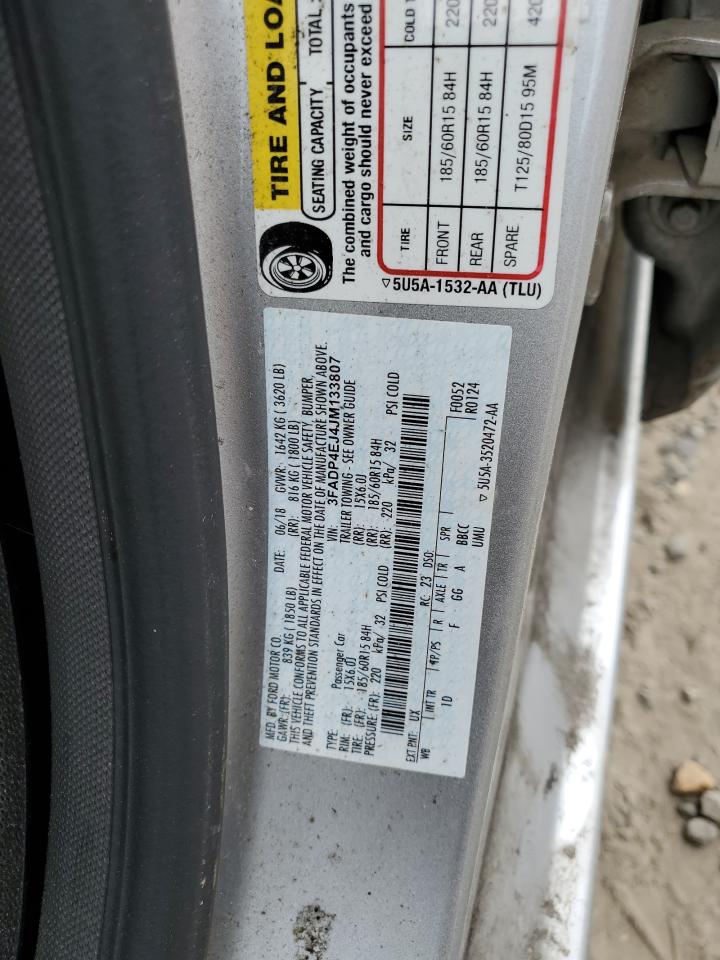 TIRE AND LOA
SEATING CAPACITY TOTAL
The combined weight of occupants
and cargo should never exceed
TIRE SIZE COLD T
FRONT 185/60R15 84H 220
REAR 185/60R15 84H 220
SPARE T125/80D15 95M 420
▽5U5A-1532-AA (TLU)
MFD. BY FORD MOTOR CO.
DATE: 06/18 GVWR: 1642 KG ( 3620 LB)
GAWR:(FR): 839 KG (1850 LB) (RR): 816 KG (1800 LB)
THIS VEHICLE CONFORMS TO ALL APPLICABLE FEDERAL MOTOR VEHICLE SAFETY, BUMPER,
AND THEFT PREVENTION STANDARDS IN EFFECT ON THE DATE OF MANUFACTURE SHOWN ABOVE.
VIN: 3FADP4EJ4JM133807
TYPE: Passenger Car TRAILER TOWING - SEE OWNER GUIDE
RIM: (FR): 15X6.0J (RR): 15X6.0J
TIRE: (FR): 185/60R15 84H (RR): 185/60R15 84H
PRESSURE:(FR): 220 kPa/ 32 PSI COLD (RR): 220 kPa/ 32 PSI COLD
EXT PNT: UX RC: 23 DSO: F0052
WB INT TR TP/PS R AXLE TR SPR R0124
ID F GG A BBCC
UMU ▽ 5U5A-3520472-AA